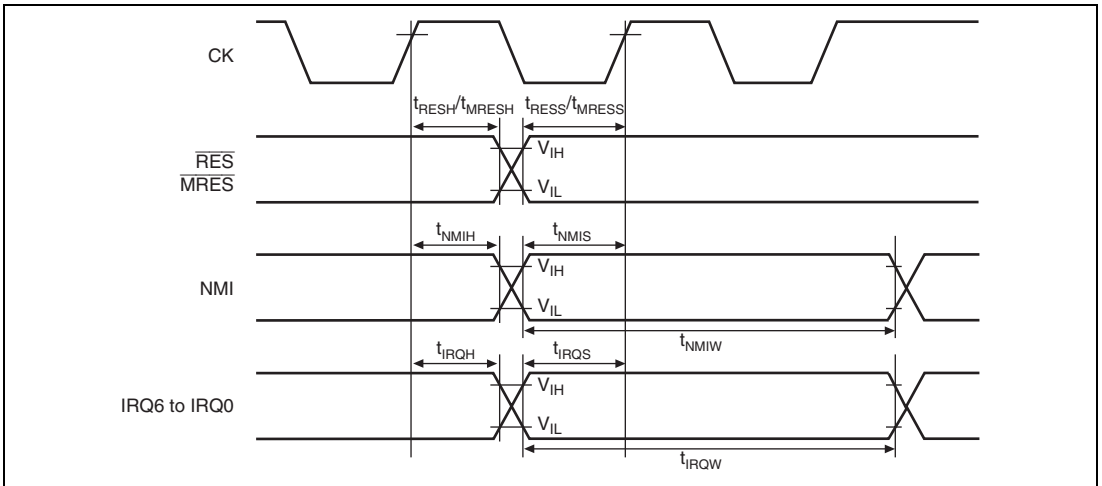 CK
tRESH/tMRESH tRESS/tMRESS
RES
MRES
VIH
VIL
tNMIH tNMIS
NMI
VIH
VIL
tNMIW
tIRQH tIRQS
IRQ6 to IRQ0
VIH
VIL
tIRQW